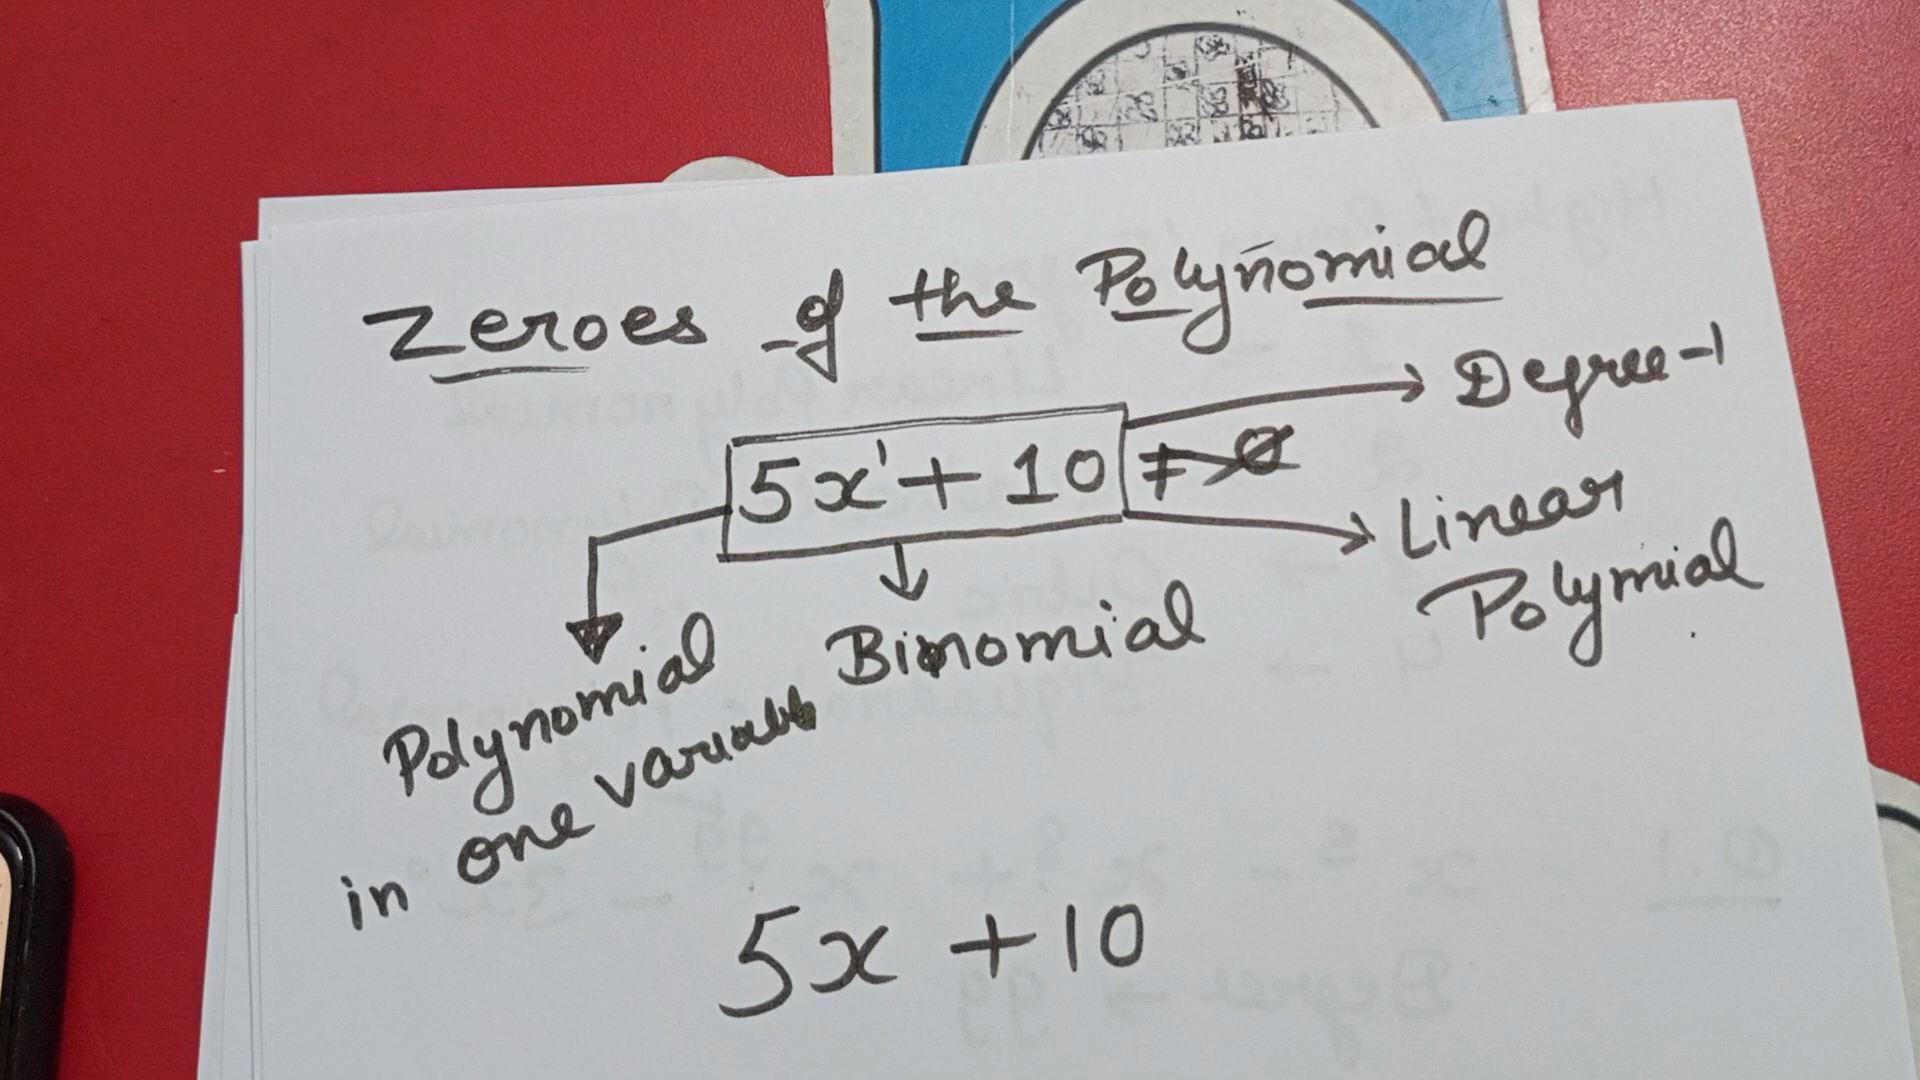 Zeroes of the Polynomial
Degree-1
5x¹ + 10 = 0
Linear
Polymial
Binomial
Polynomial
in one variable
5x + 10